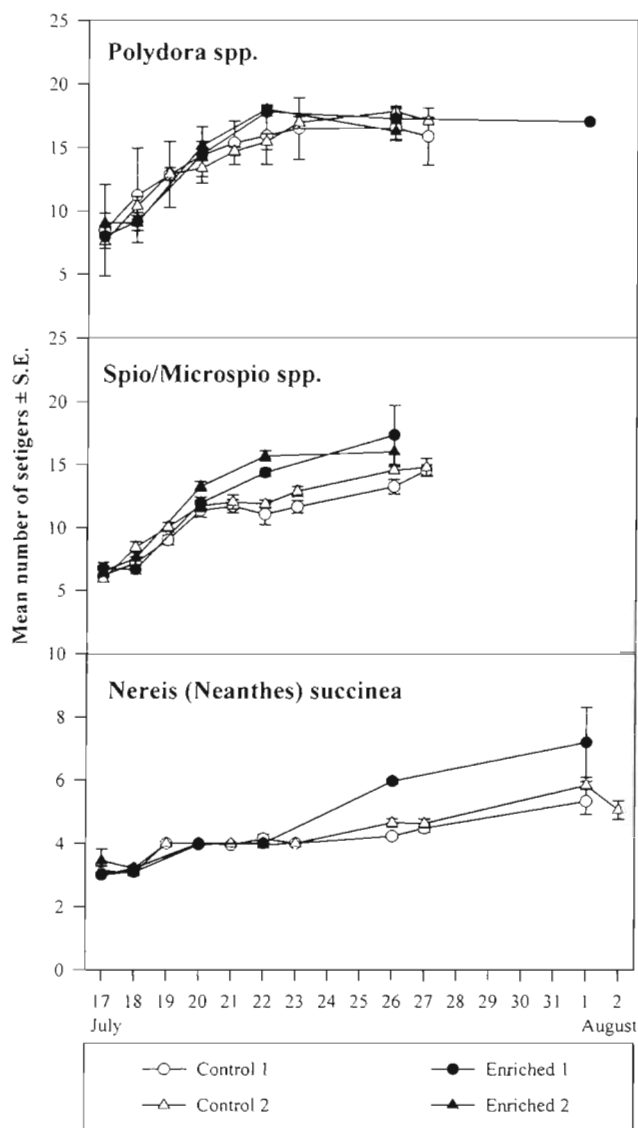 25
Polydora spp.
20
15
10
5
25
Spio/Microspio spp.
20
15
10
5
10
Nereis (Neanthes) succinea
8
6
4
2
0
Mean number of setigers ± S.E.
17 18 19 20 21 22 23 26 27 28 29 30 31 1 2
July August
Control 1 Enriched 1
Control 2 Enriched 2